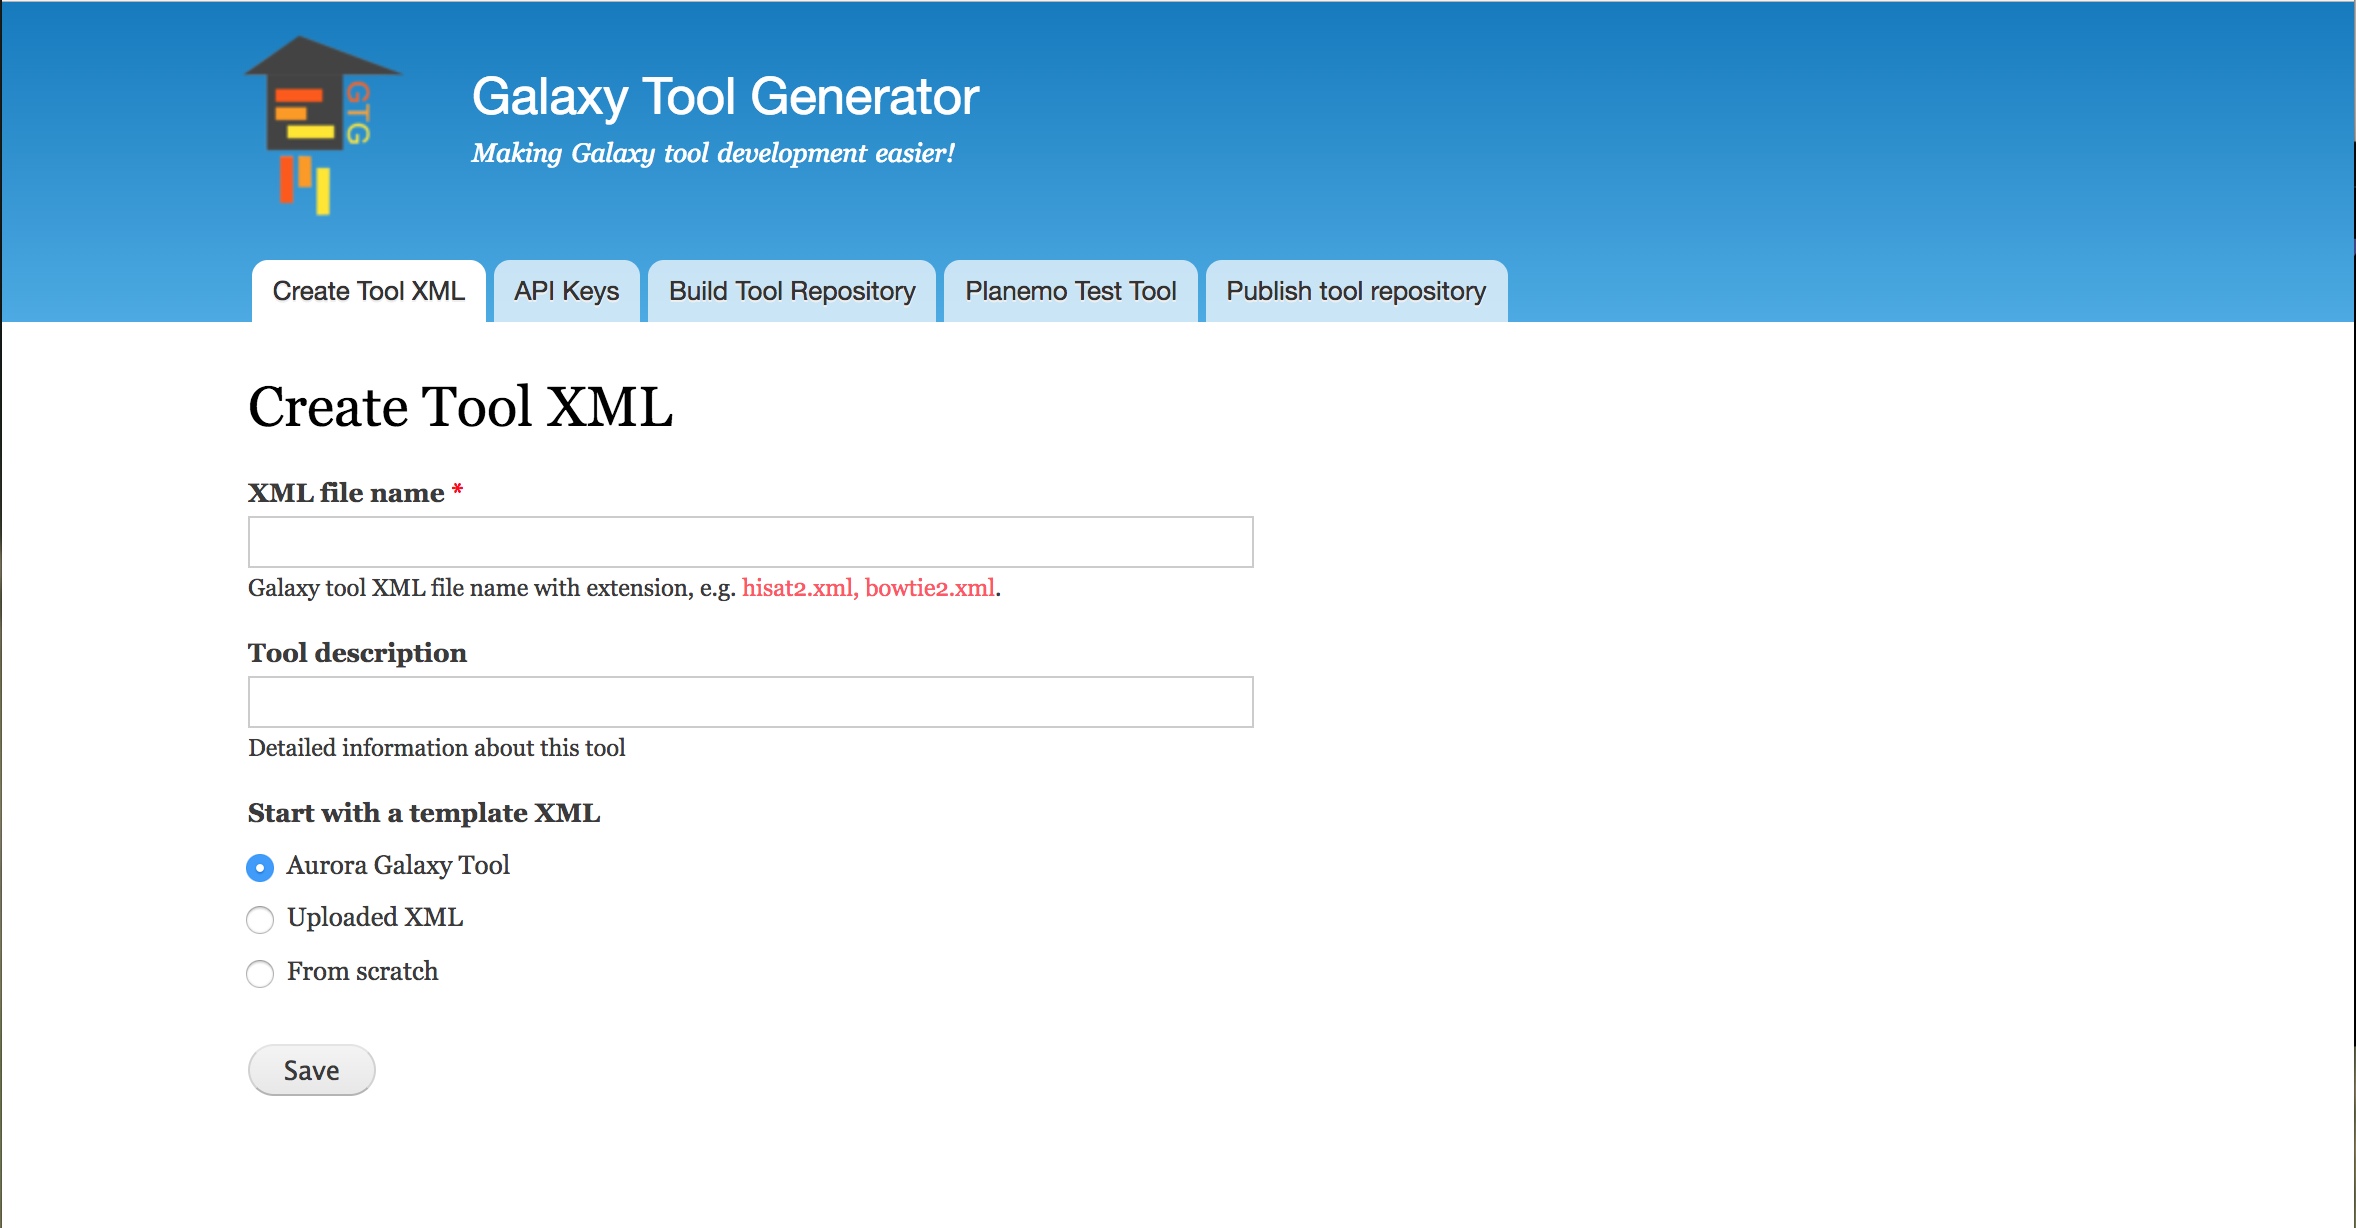 GTG
Galaxy Tool Generator
Making Galaxy tool development easier!
Create Tool XML
API Keys
Build Tool Repository
Planemo Test Tool
Publish tool repository
Create Tool XML
XML file name *
Galaxy tool XML file name with extension, e.g. hisat2.xml, bowtie2.xml.
Tool description
Detailed information about this tool
Start with a template XML
Aurora Galaxy Tool
Uploaded XML
From scratch
Save